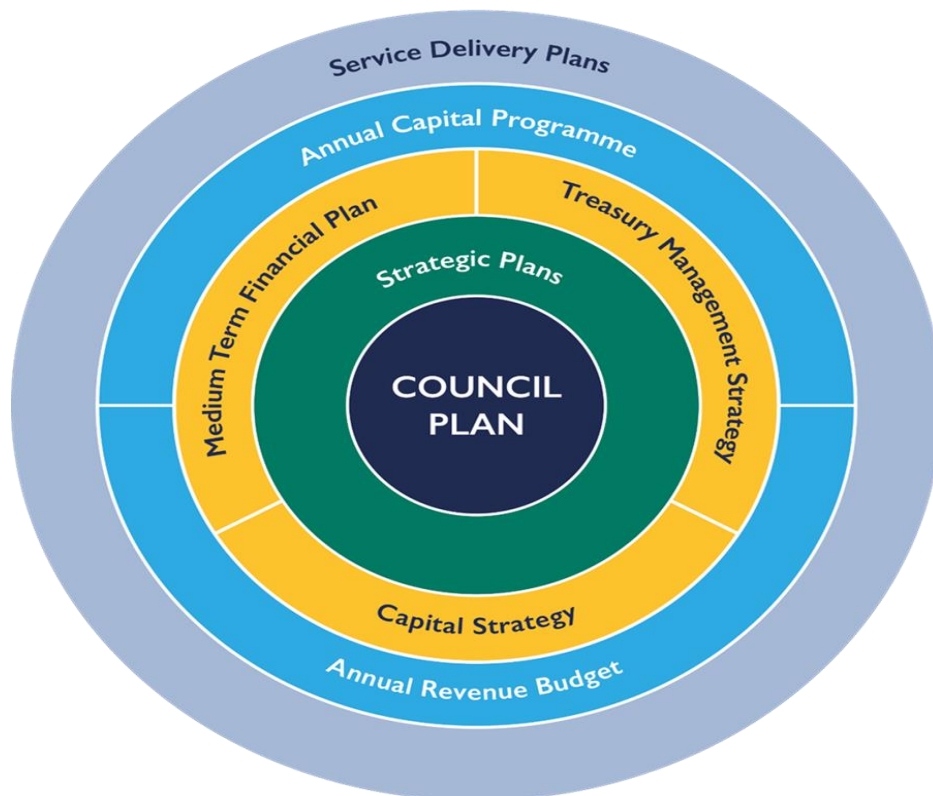 Service Delivery Plans
Annual Capital Programme
Medium Term Financial Plan
Treasury Management Strategy
Strategic Plans
COUNCIL
PLAN
Capital Strategy
Annual Revenue Budget